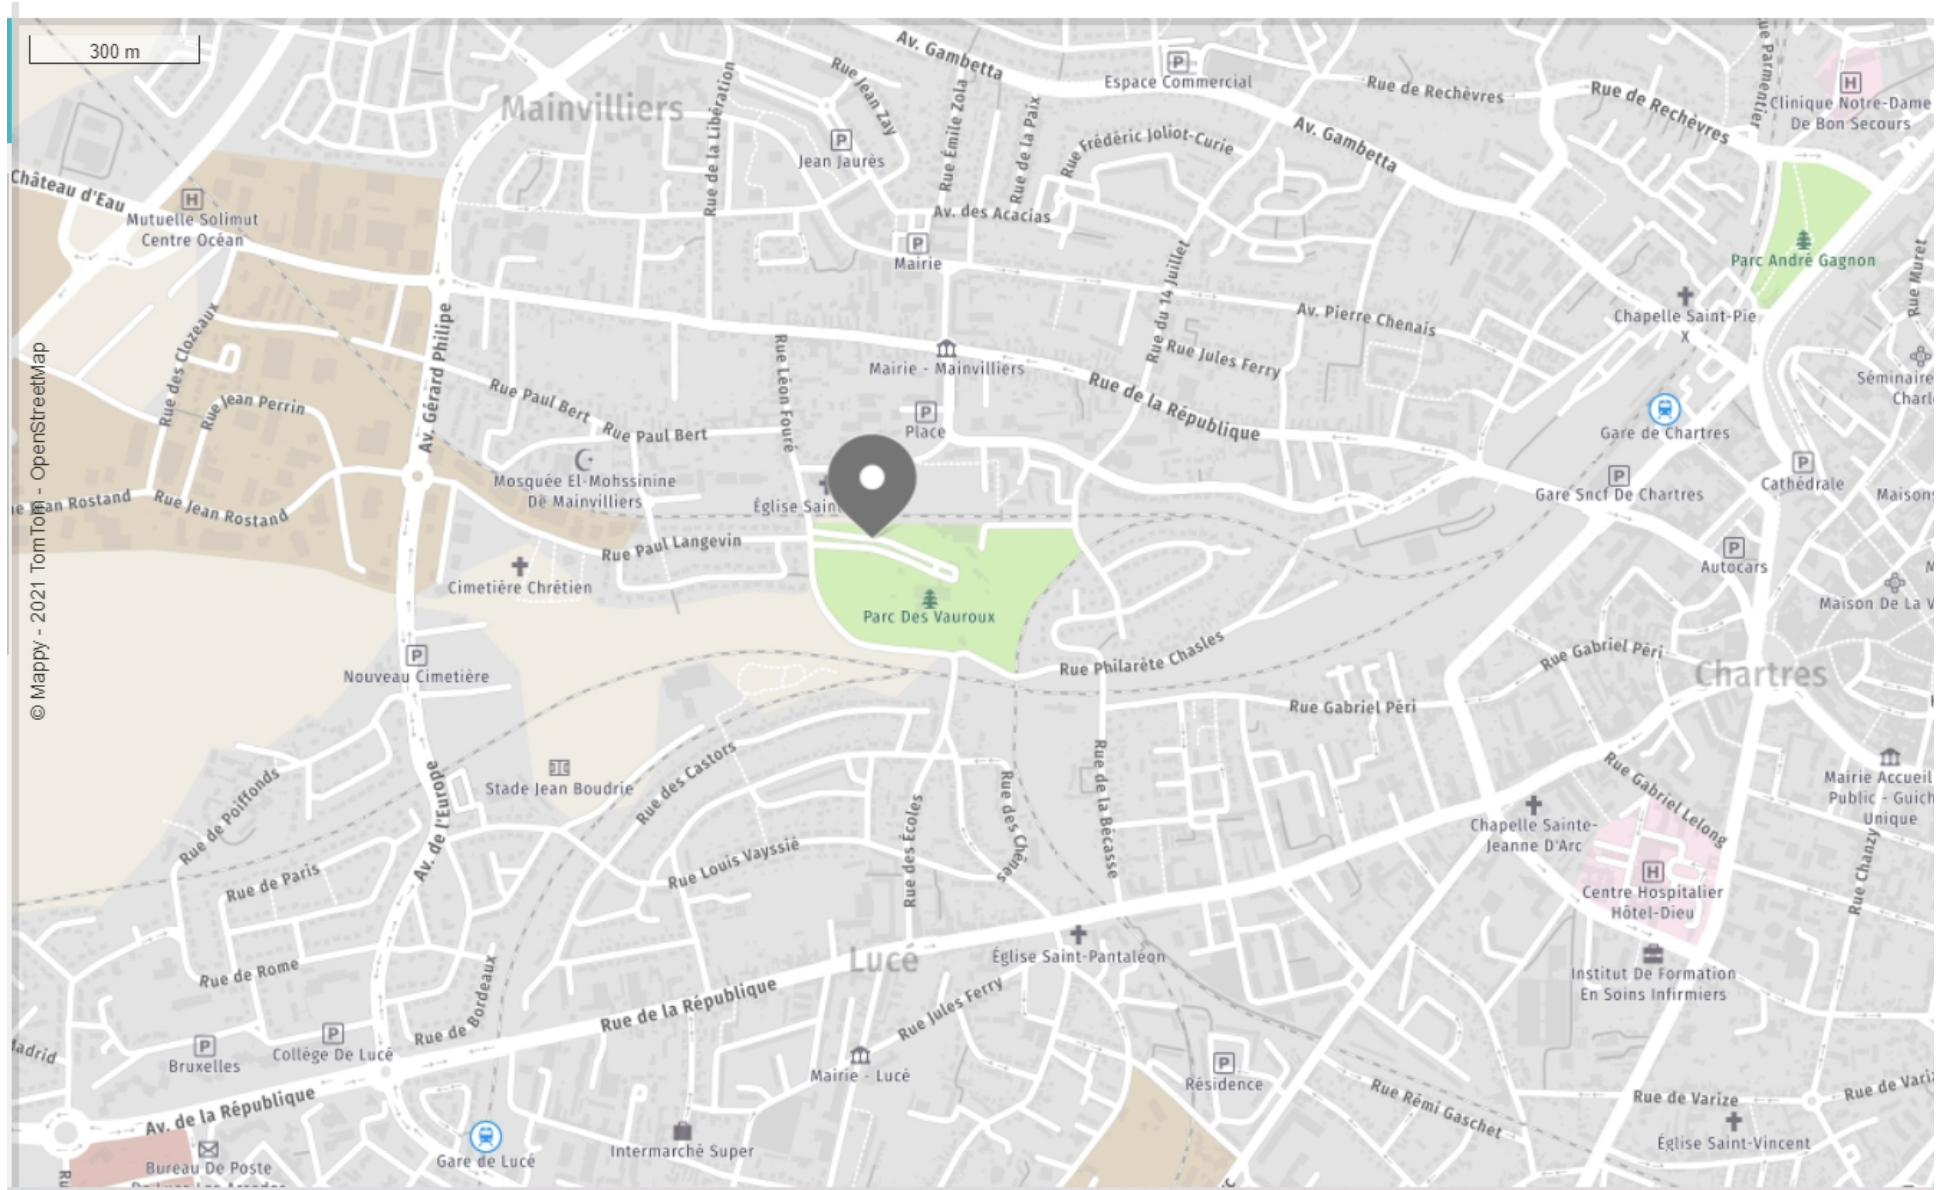 300 m
Av. Gambetta
Espace Commercial
Rue de Rechèvres
Rue de Rechèvres
Parmentier
Clinique Notre-Dame
De Bon Secours
Mainvilliers
Rue de la Libération
Rue Jean Zay
Jean Jaurès
Rue Émile Zola
Rue de la Paix
Rue Frédéric Joliot-Curie
Av. Gambetta
Château d'Eau
Mutuelle Solimut
Centre Océan
Av. des Acacias
Mairie
Rue du 14 Juillet
Parc André Gagnon
Rue Muret
Chapelle Saint-Pie
X
Av. Pierre Chenais
Rue des Clozeaux
Av. Gérard Philipe
Rue Léon Fouré
Mairie - Mainvilliers
Rue Jules Ferry
Rue de la République
Séminaire
Rue Jean Perrin
Rue Paul Bert
Rue Paul Bert
Place
Gare de Chartres
Mosquée El-Mohssinine
De Mainvilliers
Église Sain
Gare Sncf De Chartres
Cathédrale
Maisons
Jean Rostand
Rue Jean Rostand
Rue Paul Langevin
Autocars
Cimetière Chrétien
Parc Des Vauroux
Maison De La V
Nouveau Cimetière
Rue Philarète Chasles
Rue Gabriel Péri
Chartres
Rue Gabriel Péri
© Mappy - 2021 TomTom - OpenStreetMap
Stade Jean Boudrie
Rue des Castors
Rue de la Bécasse
Rue Gabriel Lelong
Mairie Accueil
Public - Guich
Unique
Rue de Poiffonds
Av. de l'Europe
Rue des Écoles
Rue des Chênes
Chapelle Sainte-
Jeanne D'Arc
Rue Louis Vayssié
Rue de Paris
Centre Hospitalier
Hôtel-Dieu
Rue Chanzy
Lucé
Église Saint-Pantaléon
Rue de Rome
Rue de Bordeaux
Institut De Formation
En Soins Infirmiers
Rue de la République
Rue Jules Ferry
Madrid
Bruxelles
Collège De Lucé
Mairie - Lucé
Résidence
Av. de la République
Rue Rémi Gaschet
Rue de Varize
Rue de Variz
Église Saint-Vincent
Bureau De Poste
Gare de Lucé
Intermarché Super